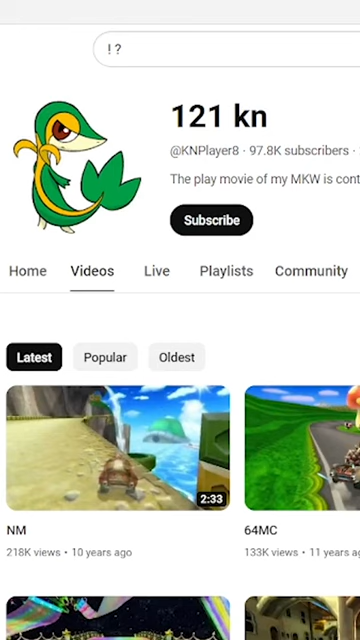 ! ?
121 kn
@KNPlayer8 · 97.8K subscribers ·
The play movie of my MKW is cont
Subscribe
Home Videos Live Playlists Community
Latest Popular Oldest
2:33
NM 64MC
218K views • 10 years ago 133K views • 11 years ag